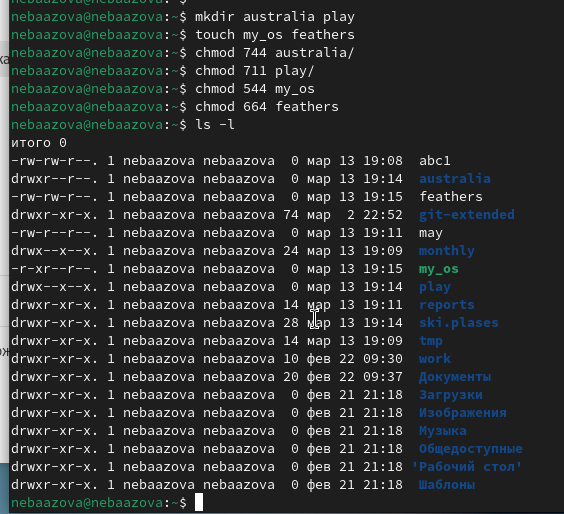 nebaazova@nebaazova:~$ mkdir australia play
nebaazova@nebaazova:~$ touch my_os feathers
nebaazova@nebaazova:~$ chmod 744 australia/
nebaazova@nebaazova:~$ chmod 711 play/
nebaazova@nebaazova:~$ chmod 544 my_os
nebaazova@nebaazova:~$ chmod 664 feathers
nebaazova@nebaazova:~$ ls -l
итого 0
-rw-rw-r--. 1 nebaazova nebaazova  0 мар 13 19:08  abc1
drwxr--r--. 1 nebaazova nebaazova  0 мар 13 19:14  australia
-rw-rw-r--. 1 nebaazova nebaazova  0 мар 13 19:15  feathers
drwxr-xr-x. 1 nebaazova nebaazova 74 мар  2 22:52  git-extended
-rw-r--r--. 1 nebaazova nebaazova  0 мар 13 19:11  may
drwx--x--x. 1 nebaazova nebaazova 24 мар 13 19:09  monthly
-r-xr--r--. 1 nebaazova nebaazova  0 мар 13 19:15  my_os
drwx--x--x. 1 nebaazova nebaazova  0 мар 13 19:14  play
drwxr-xr-x. 1 nebaazova nebaazova 14 мар 13 19:11  reports
drwxr-xr-x. 1 nebaazova nebaazova 28 мар 13 19:14  ski.plases
drwxr-xr-x. 1 nebaazova nebaazova 14 мар 13 19:09  tmp
drwxr-xr-x. 1 nebaazova nebaazova 10 фев 22 09:30  work
drwxr-xr-x. 1 nebaazova nebaazova 20 фев 22 09:37  Документы
drwxr-xr-x. 1 nebaazova nebaazova  0 фев 21 21:18  Загрузки
drwxr-xr-x. 1 nebaazova nebaazova  0 фев 21 21:18  Изображения
drwxr-xr-x. 1 nebaazova nebaazova  0 фев 21 21:18  Музыка
drwxr-xr-x. 1 nebaazova nebaazova  0 фев 21 21:18  Общедоступные
drwxr-xr-x. 1 nebaazova nebaazova  0 фев 21 21:18 'Рабочий стол'
drwxr-xr-x. 1 nebaazova nebaazova  0 фев 21 21:18  Шаблоны
nebaazova@nebaazova:~$